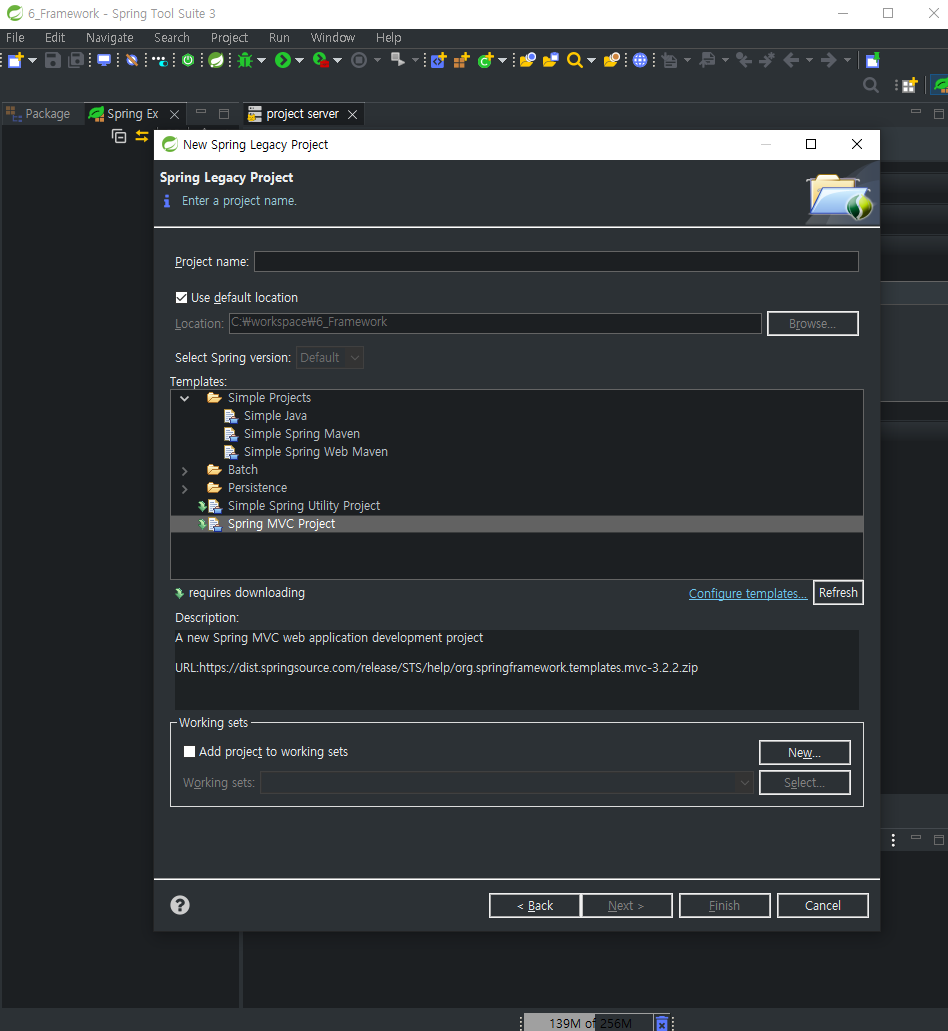 6_Framework - Spring Tool Suite 3
File Edit Navigate Search Project Run Window Help
Package Spring Ex project server
New Spring Legacy Project
Spring Legacy Project
Enter a project name.
Project name:
Use default location
Location: C:₩workspace₩6_Framework Browse...
Select Spring version: Default
Templates:
Simple Projects
Simple Java
Simple Spring Maven
Simple Spring Web Maven
Batch
Persistence
Simple Spring Utility Project
Spring MVC Project
requires downloading Configure templates... Refresh
Description:
A new Spring MVC web application development project
URL:https://dist.springsource.com/release/STS/help/org.springframework.templates.mvc-3.2.2.zip
Working sets
Add project to working sets New...
Working sets: Select...
< Back Next > Finish Cancel
139M of 256M